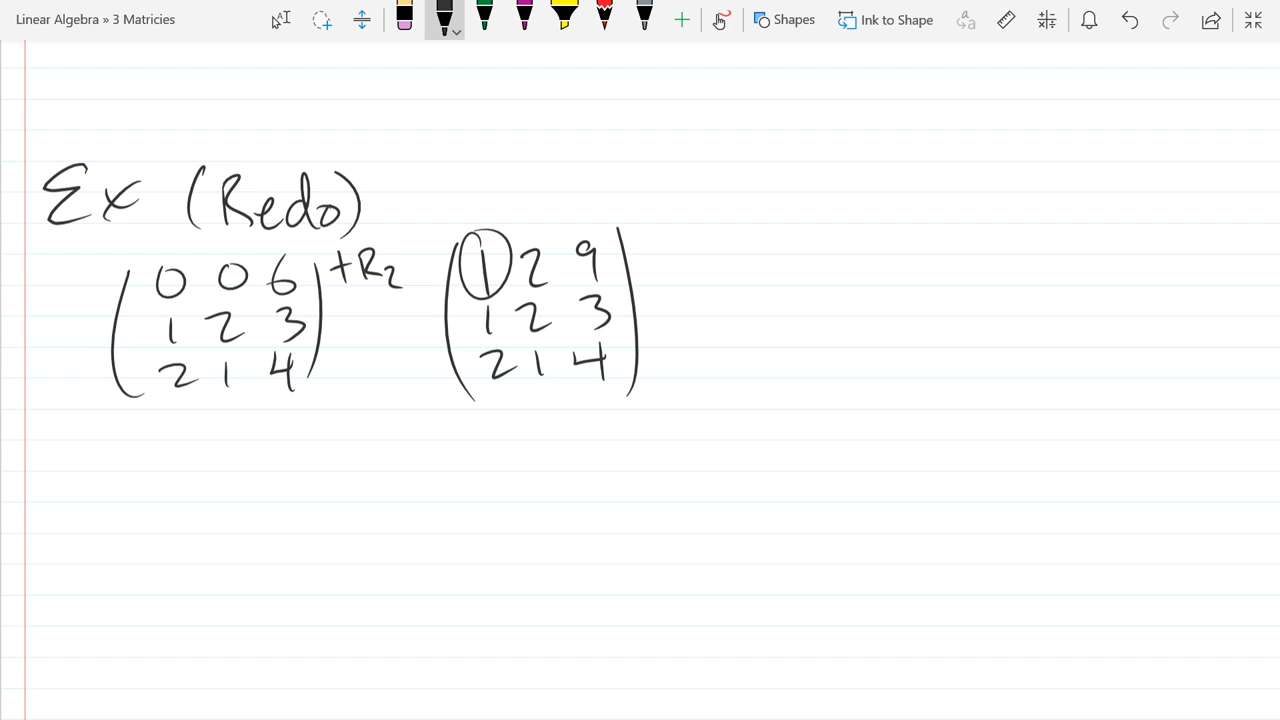 Linear Algebra » 3 Matricies
Shapes
Ink to Shape
Ex (Redo)
0 0 6 +R2 1 2 9
1 2 3 1 2 3
2 1 4 2 1 4